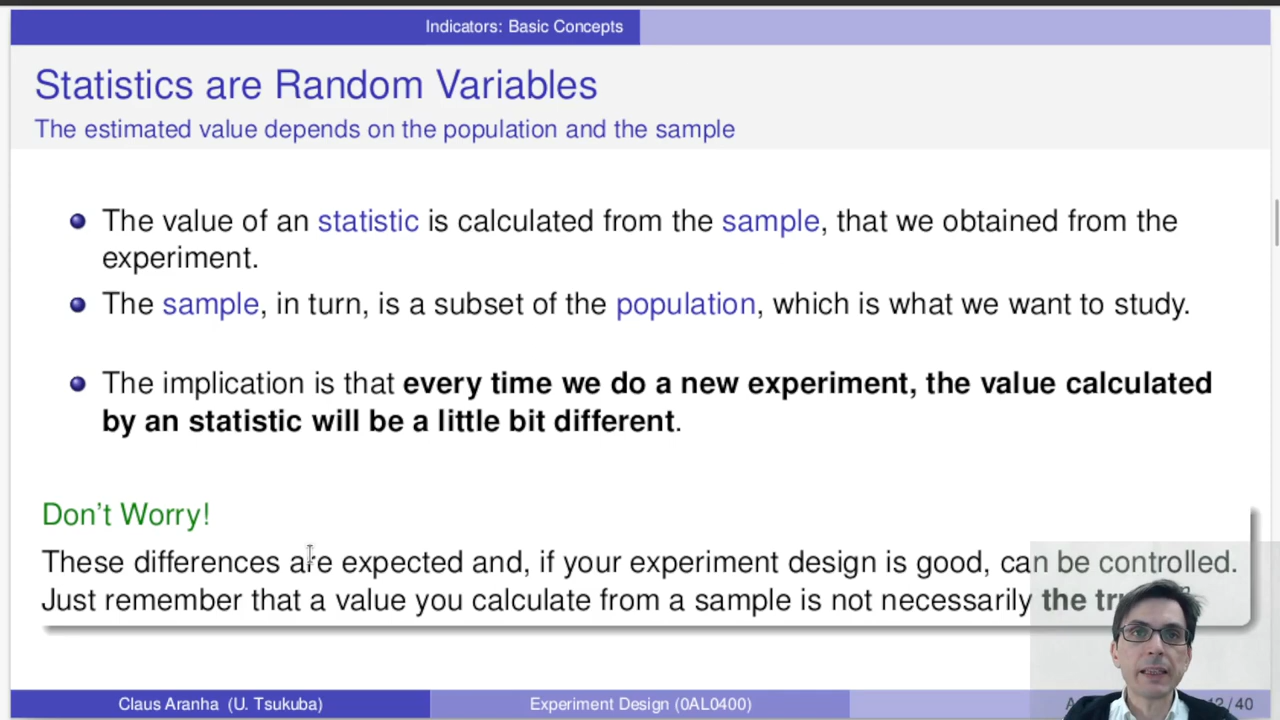 Indicators: Basic Concepts
Statistics are Random Variables
The estimated value depends on the population and the sample
The value of an statistic is calculated from the sample, that we obtained from the
experiment.
The sample, in turn, is a subset of the population, which is what we want to study.
The implication is that every time we do a new experiment, the value calculated
by an statistic will be a little bit different.
Don't Worry!
These differences are expected and, if your experiment design is good, can be controlled.
Just remember that a value you calculate from a sample is not necessarily the
Claus Aranha (U. Tsukuba)
Experiment Design (0AL0400)
/ 40